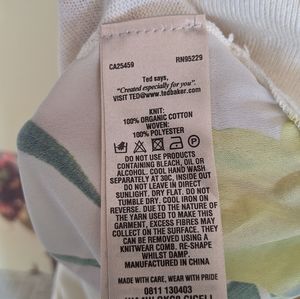 CA25459 RN95229
Ted says,
"Created especially for you"
VISIT TED@www.tedbaker.com
KNIT:
100% ORGANIC COTTON
WOVEN:
100% POLYESTER
DO NOT USE PRODUCTS
CONTAINING BLEACH, OIL OR
ALCOHOL. COOL HAND WASH
SEPARATELY AT 30C, INSIDE
OUT. DO NOT LEAVE IN DIRECT
SUNLIGHT. DRY FLAT. DO NOT
TUMBLE DRY. COOL IRON ON
REVERSE. DUE TO THE NATURE OF
THE YARN USED TO MAKE THIS
GARMENT, EXCESS FIBRES MAY
COLLECT ON THE SURFACE.
THEY CAN BE REMOVED USING A
KNITWEAR COMB. RE-SHAPE
WHILST DAMP.
MANUFACTURED IN CHINA
MADE WITH CARE, WEAR WITH PRIDE
0811 130403